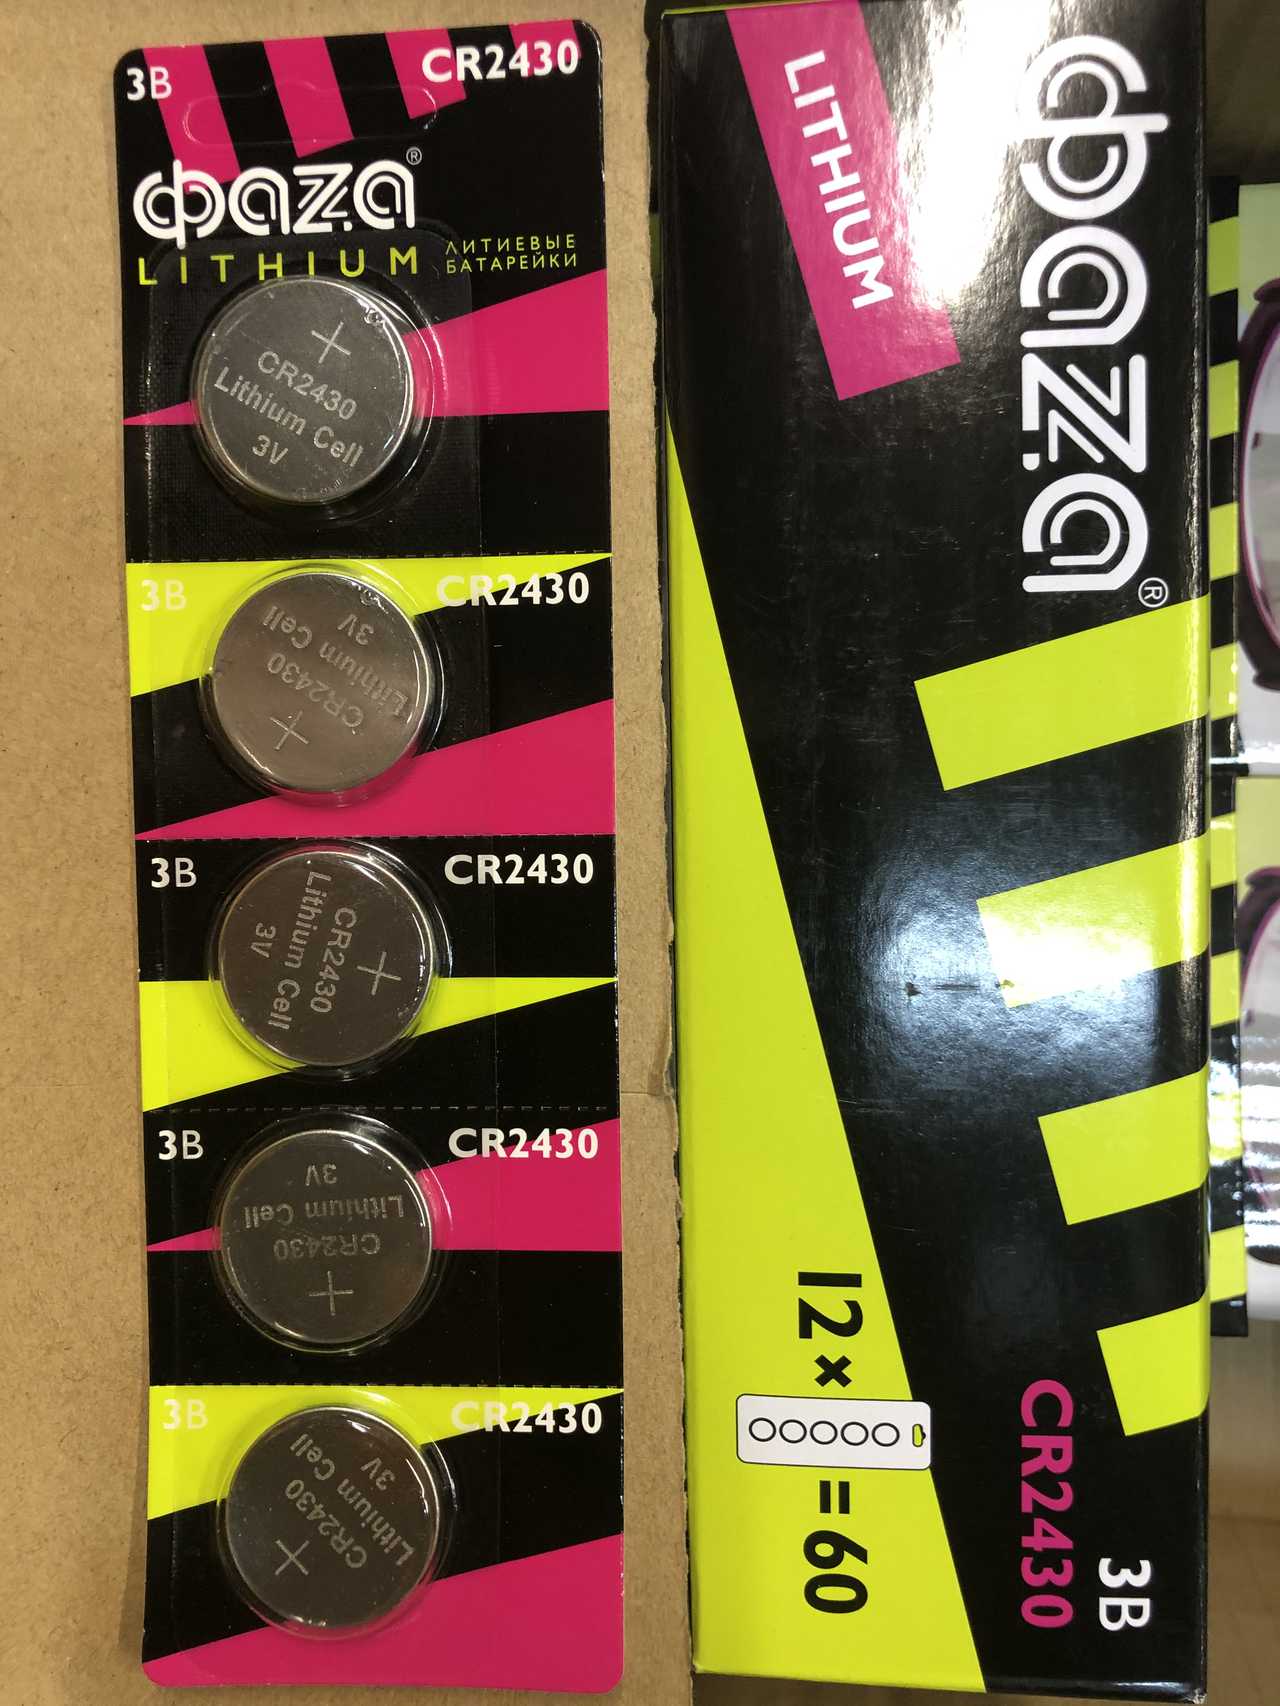 3В
CR2430
фаzа®
LITHIUM
ЛИТИЕВЫЕ
БАТАРЕЙКИ
+
CR2430
Lithium Cell
3V
3В
CR2430
+
CR2430
Lithium Cell
3V
3В
CR2430
+
CR2430
Lithium Cell
3V
3В
CR2430
+
CR2430
Lithium Cell
3V
3В
CR2430
+
CR2430
Lithium Cell
3V
фаzа®
LITHIUM
3В
CR2430
12 × = 60